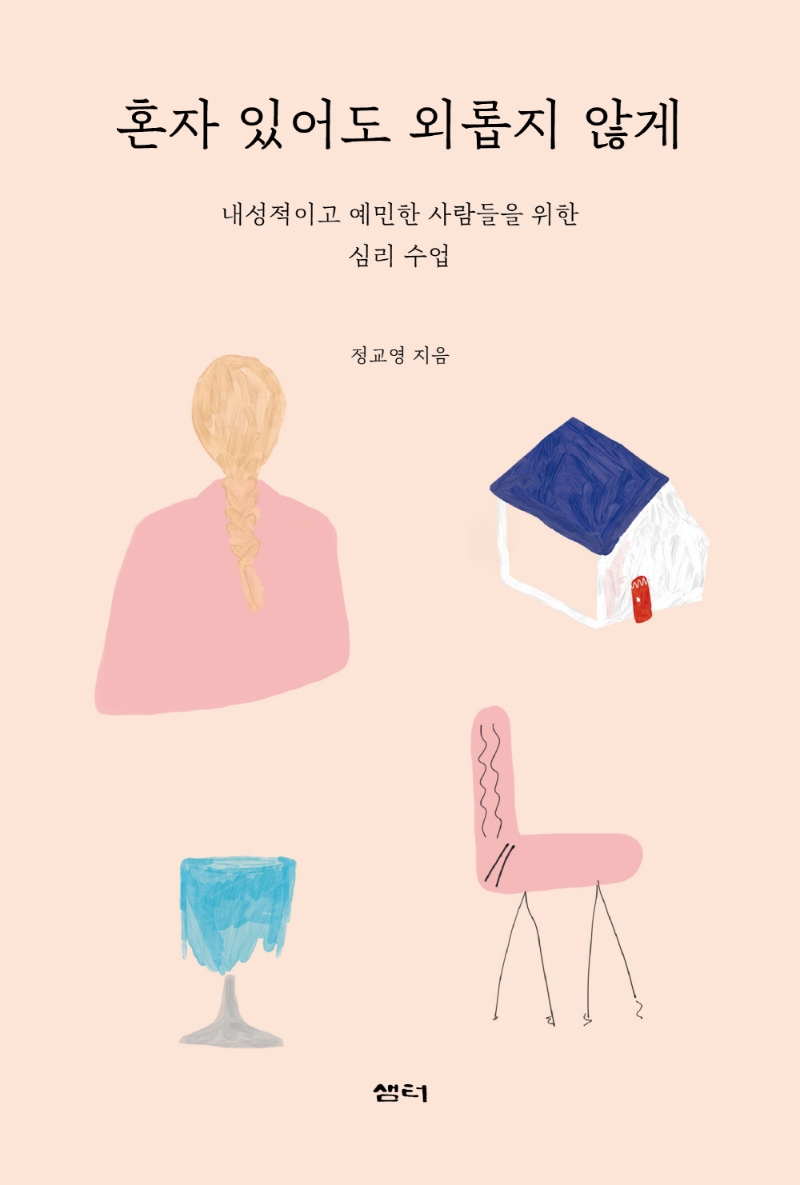 혼자 있어도 외롭지 않게
내성적이고 예민한 사람들을 위한
심리 수업
정교영 지음
샘터